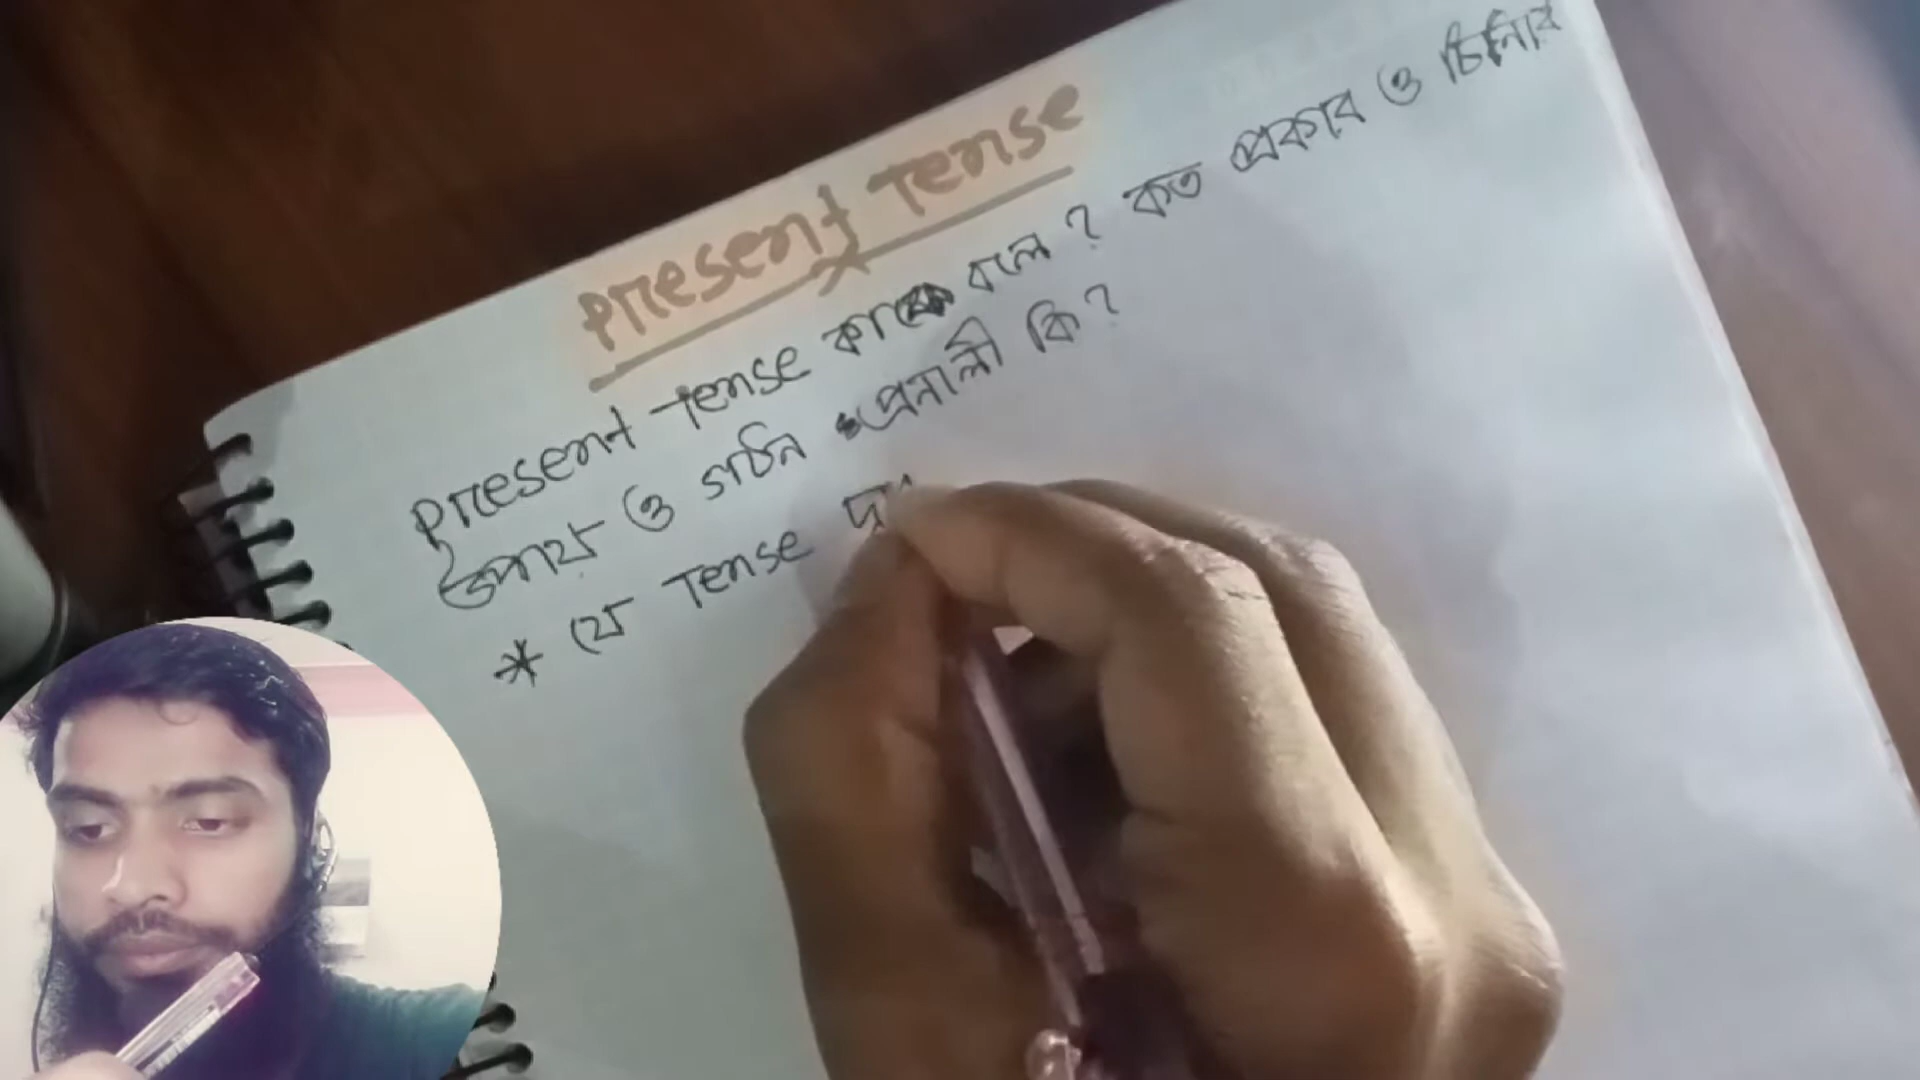 Present Tense
Present Tense কাকে বলে? কত প্রকার ও চিনার
উপায় ও গঠন প্রনালী কি?
* যে Tense